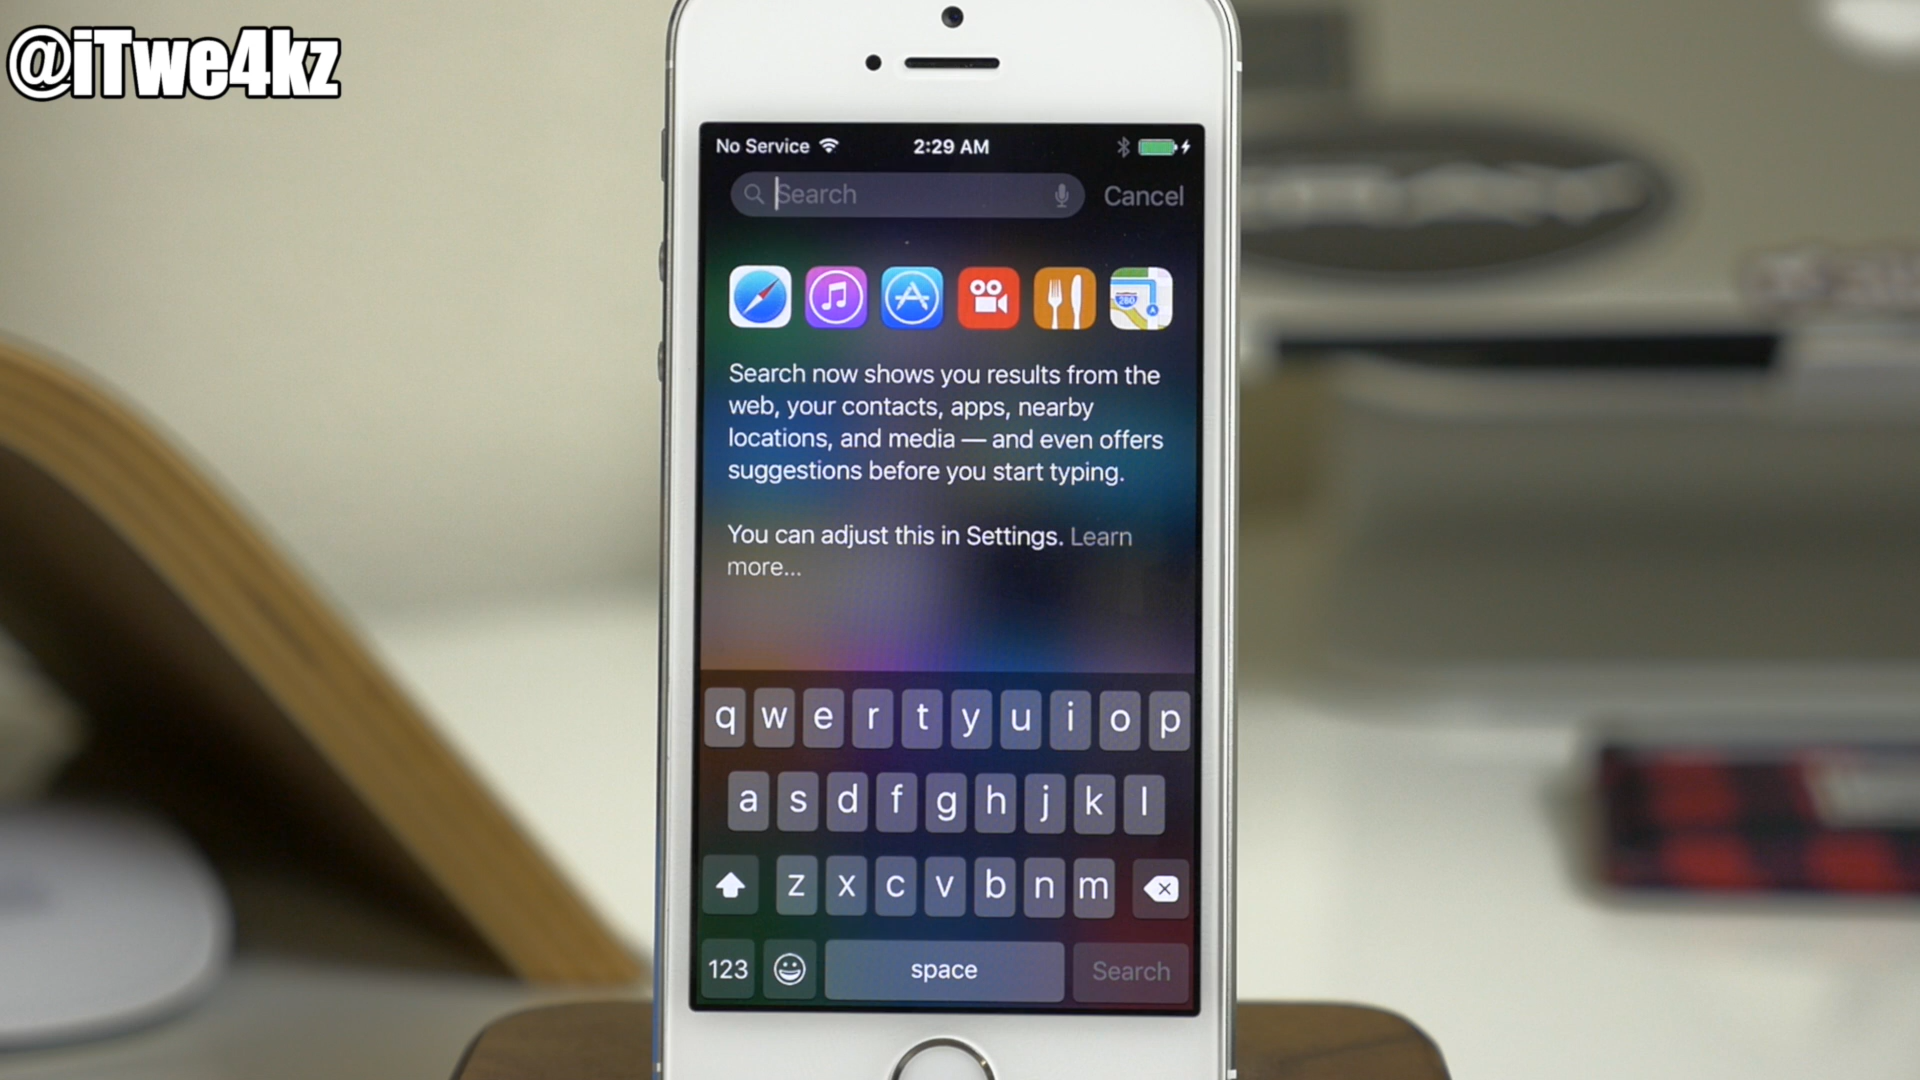 @iTwe4kz
No Service 2:29 AM
Search Cancel
280
Search now shows you results from the
web, your contacts, apps, nearby
locations, and media — and even offers
suggestions before you start typing.
You can adjust this in Settings. Learn
more...
q w e r t y u i o p
a s d f g h j k l
z x c v b n m
123 space Search